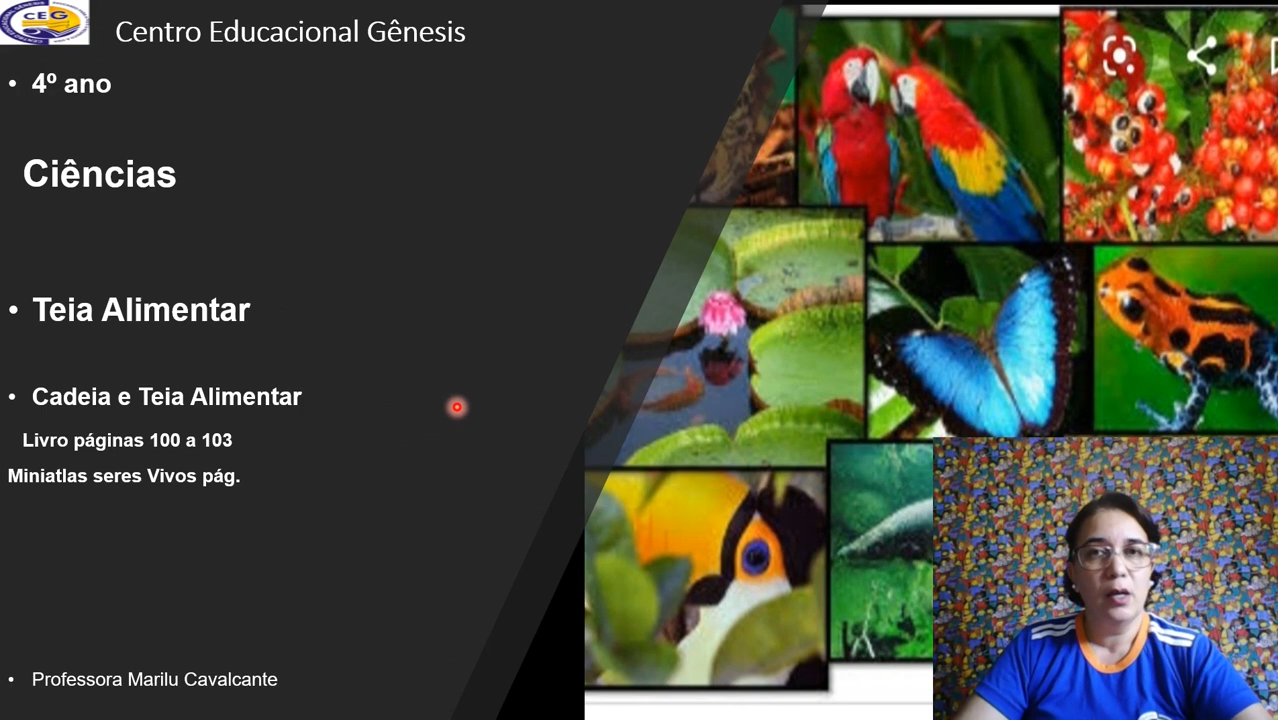 CEG
Centro Educacional Gênesis
• 4º ano
Ciências
• Teia Alimentar
• Cadeia e Teia Alimentar
Livro páginas 100 a 103
Miniatlas seres Vivos pág.
• Professora Marilu Cavalcante